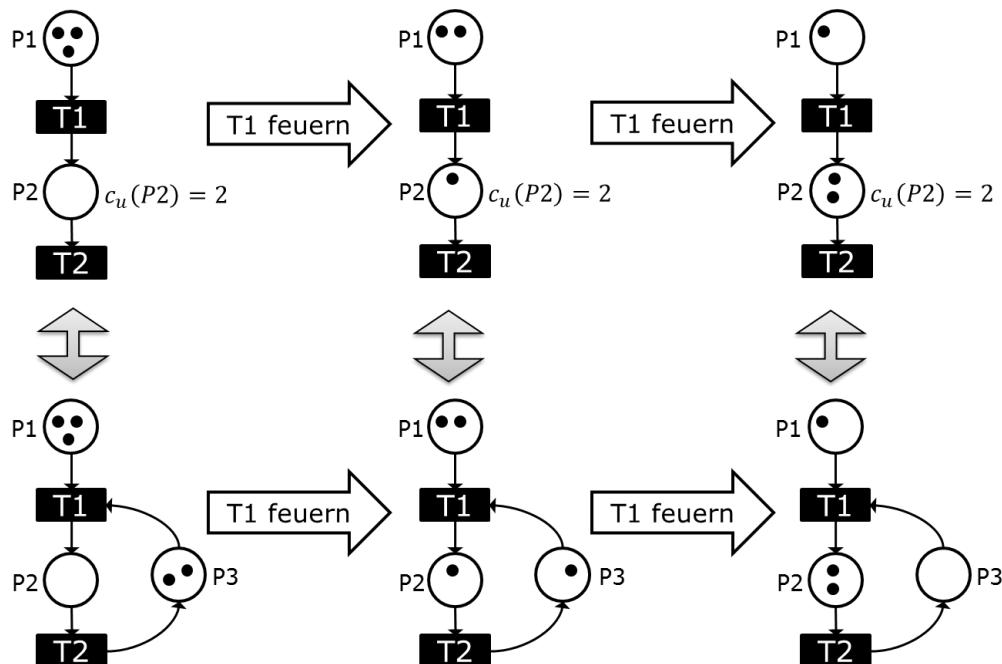 P1 P1 P1
T1 T1 T1
T1 feuern T1 feuern
P2 c_u(P2) = 2 P2 c_u(P2) = 2 P2 c_u(P2) = 2
T2 T2 T2
P1 P1 P1
T1 T1 T1
T1 feuern T1 feuern
P2 P3 P2 P3 P2 P3
T2 T2 T2